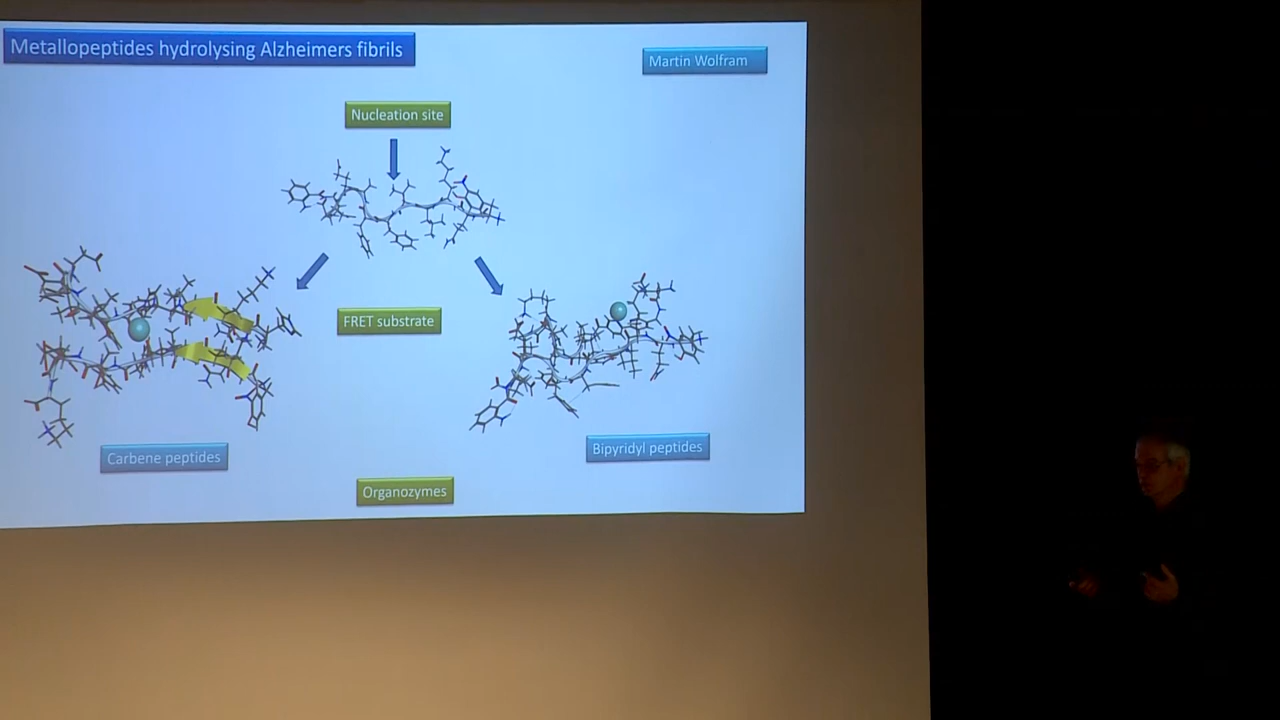 Metallopeptides hydrolysing Alzheimers fibrils
Martin Wolfram
Nucleation site
FRET substrate
Carbene peptides
Bipyridyl peptides
Organozymes